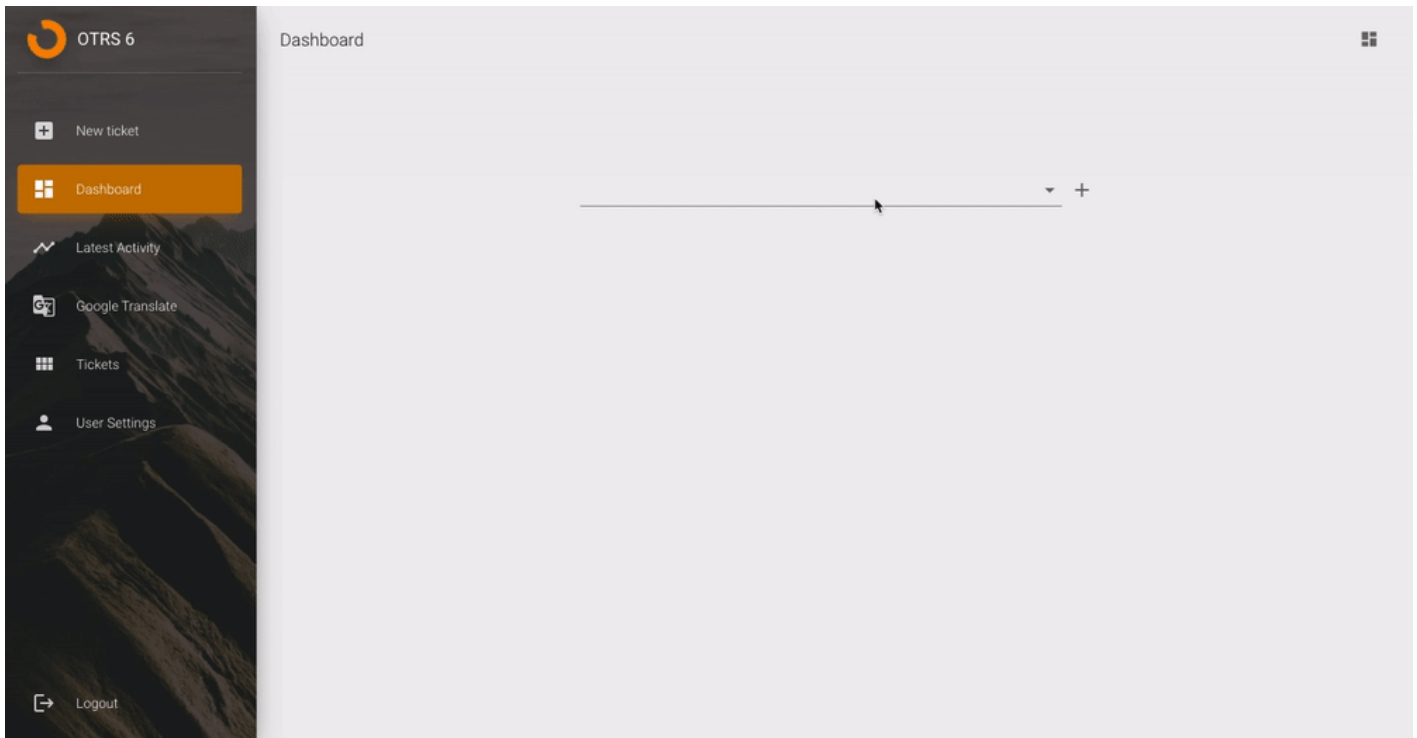 OTRS 6
Dashboard
New ticket
Dashboard
Latest Activity
Google Translate
Tickets
User Settings
Logout